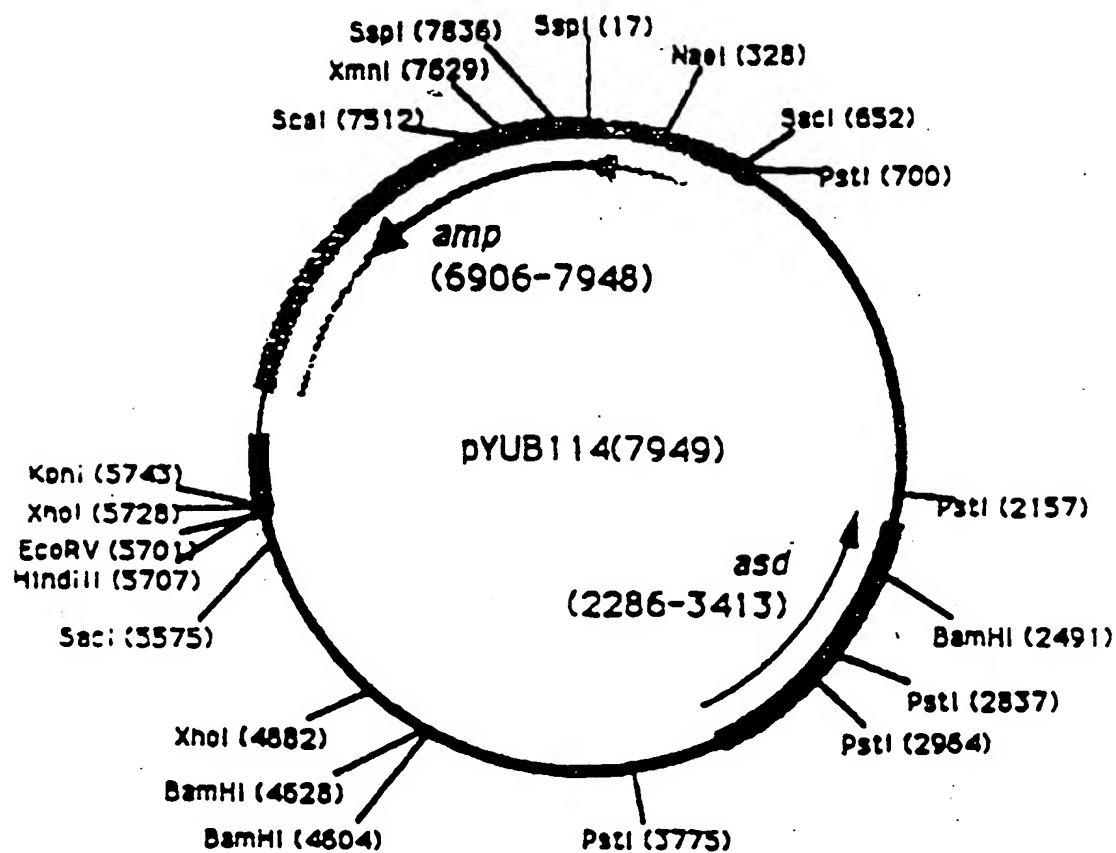 SspI (17)
SspI (7836)
NaeI (328)
XmnI (7629)
ScaI (7512)
SacI (652)
PstI (700)
amp
(6906-7948)
pYUB114(7949)
KpnI (5743)
XhoI (5728)
EcoRV (5701)
HindIII (5707)
SacI (5575)
PstI (2157)
asd
(2286-3413)
BamHI (2491)
PstI (2837)
PstI (2964)
XhoI (4882)
BamHI (4628)
BamHI (4604)
PstI (3775)